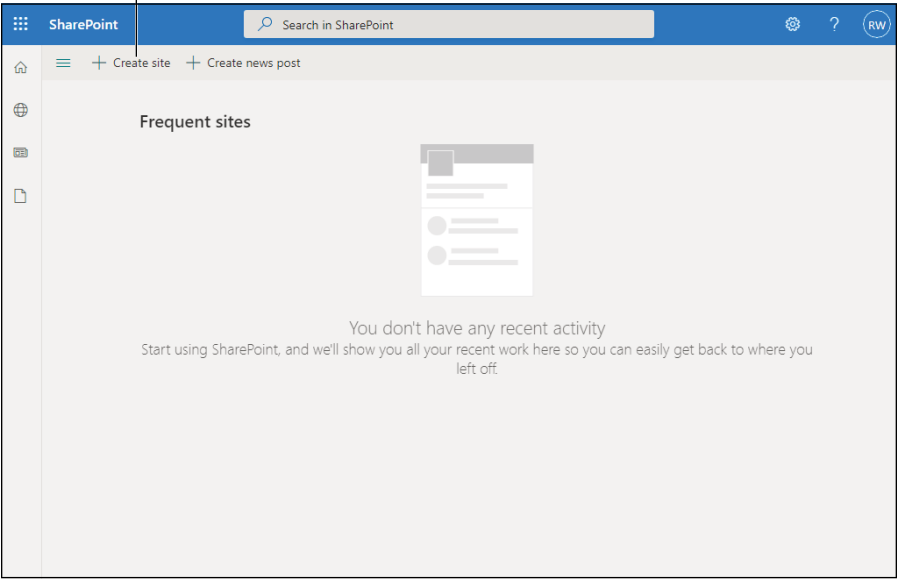 SharePoint
Search in SharePoint
?
RW
Create site
Create news post
Frequent sites
You don't have any recent activity
Start using SharePoint, and we'll show you all your recent work here so you can easily get back to where you
left off.